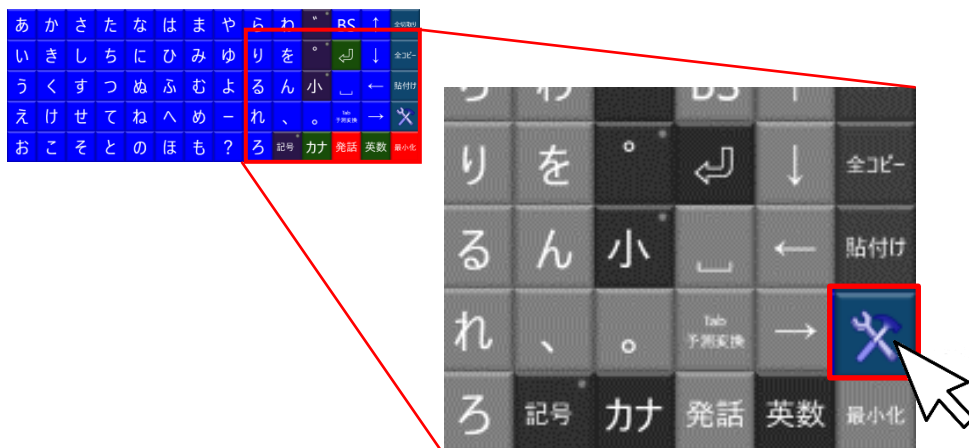 あ か さ た な は ま や ら わ ゛ BS ↑ 全切取り
い き し ち に ひ み ゆ り を ゜ ↓ 全コピー
う く す つ ぬ ふ む よ る ん 小 ← 貼付け
え け せ て ね へ め ー れ 、 。 Tab 予測変換 →
お こ そ と の ほ も ? ろ 記号 カナ 発話 英数 最小化
り わ BS ↑
り を ゜ ↓ 全コピー
る ん 小 ← 貼付け
れ 、 。 Tab 予測変換 →
ろ 記号 カナ 発話 英数 最小化